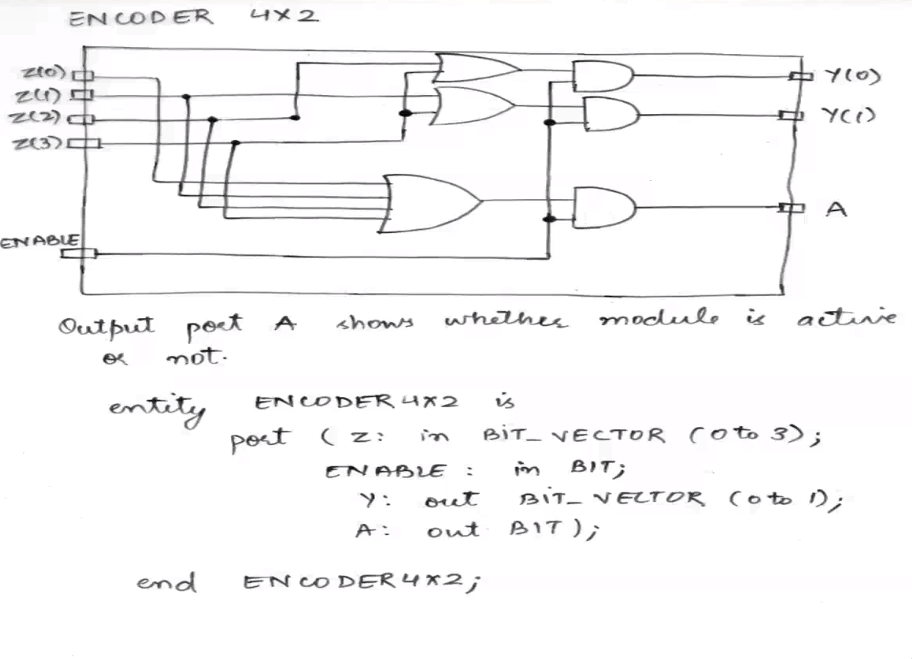 ENCODER 4X2
Z(0)
Z(1)
Z(2)
Z(3)
ENABLE
Y(0)
Y(1)
A
Output port A shows whether module is active
or not.
entity ENCODER4X2 is
port ( Z: in BIT_VECTOR (0 to 3);
ENABLE : in BIT;
Y: out BIT_VECTOR (0 to 1);
A: out BIT );
end ENCODER4X2;